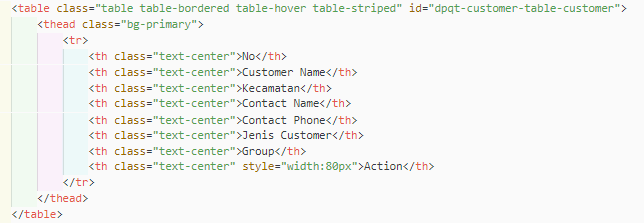 <table class="table table-bordered table-hover table-striped" id="dpqt-customer-table-customer">
<thead class="bg-primary">
<tr>
<th class="text-center">No</th>
<th class="text-center">Customer Name</th>
<th class="text-center">Kecamatan</th>
<th class="text-center">Contact Name</th>
<th class="text-center">Contact Phone</th>
<th class="text-center">Jenis Customer</th>
<th class="text-center">Group</th>
<th class="text-center" style="width:80px">Action</th>
</tr>
</thead>
</table>